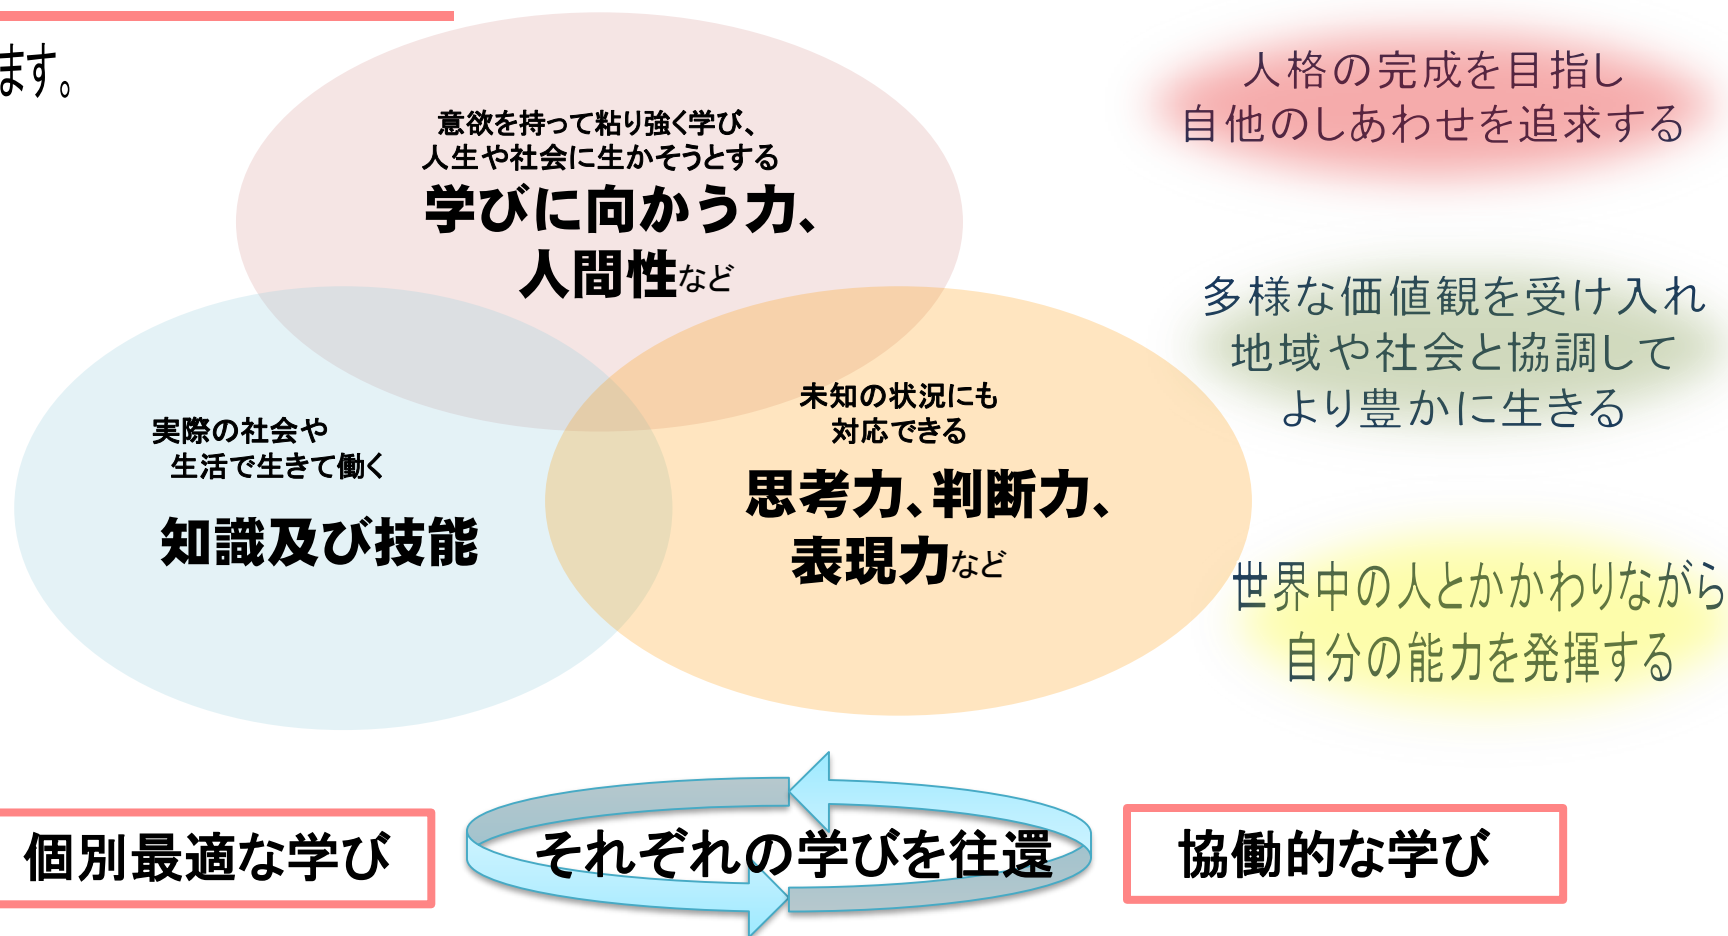 ます。
意欲を持って粘り強く学び、
人生や社会に生かそうとする
学びに向かう力、
人間性など
実際の社会や
生活で生きて働く
知識及び技能
未知の状況にも
対応できる
思考力、判断力、
表現力など
人格の完成を目指し
自他のしあわせを追求する
多様な価値観を受け入れ
地域や社会と協調して
より豊かに生きる
世界中の人とかかわりながら
自分の能力を発揮する
個別最適な学び
それぞれの学びを往還
協働的な学び